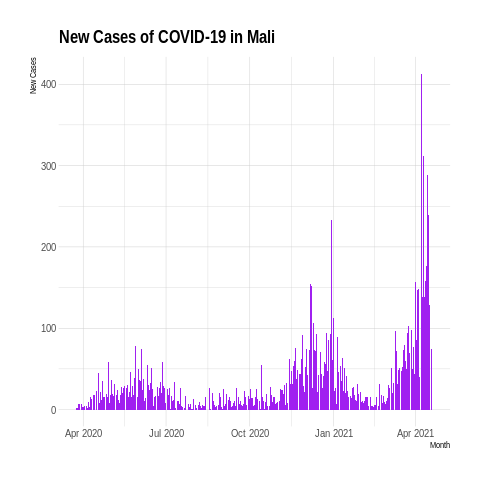 New Cases of COVID-19 in Mali
New Cases
400
300
200
100
0
Apr 2020
Jul 2020
Oct 2020
Jan 2021
Apr 2021
Month